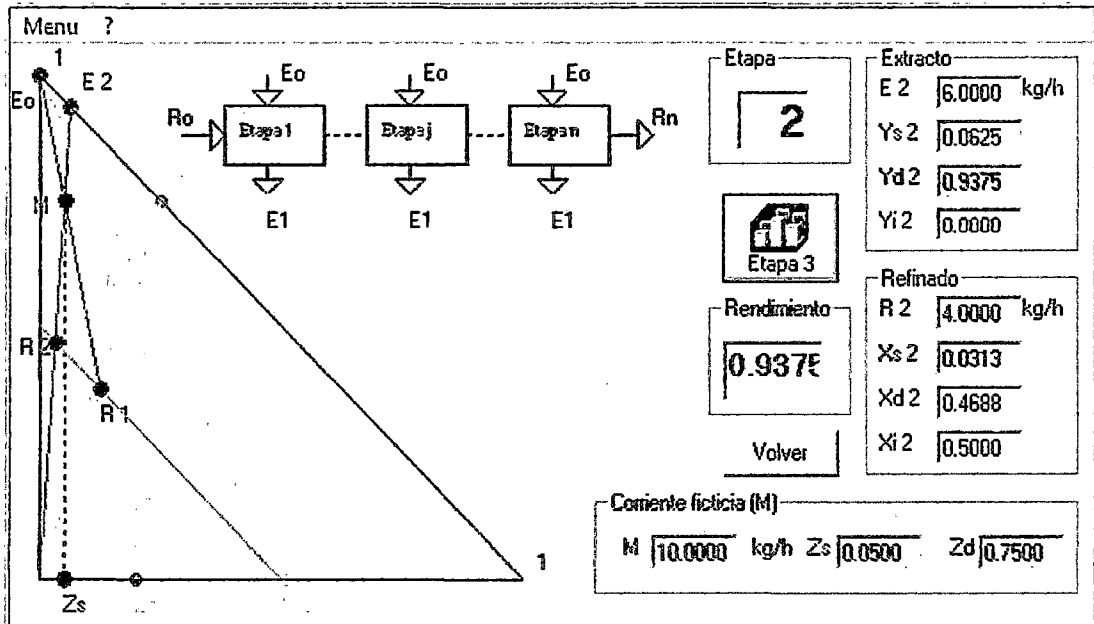 Menu ?
1
E 2
Eo
M
R 2
R 1
Zs
1
Eo Eo Eo
Ro Etapa1 Etapa j Etapa n Rn
E1 E1 E1
Etapa
2
Etapa 3
Rendimiento
0.9375
Volver
Extracto
E 2 6.0000 kg/h
Ys 2 0.0625
Yd 2 0.9375
Yi 2 0.0000
Refinado
R 2 4.0000 kg/h
Xs 2 0.0313
Xd 2 0.4688
Xi 2 0.5000
Corriente ficticia (M)
M 10.0000 kg/h Zs 0.0500 Zd 0.7500